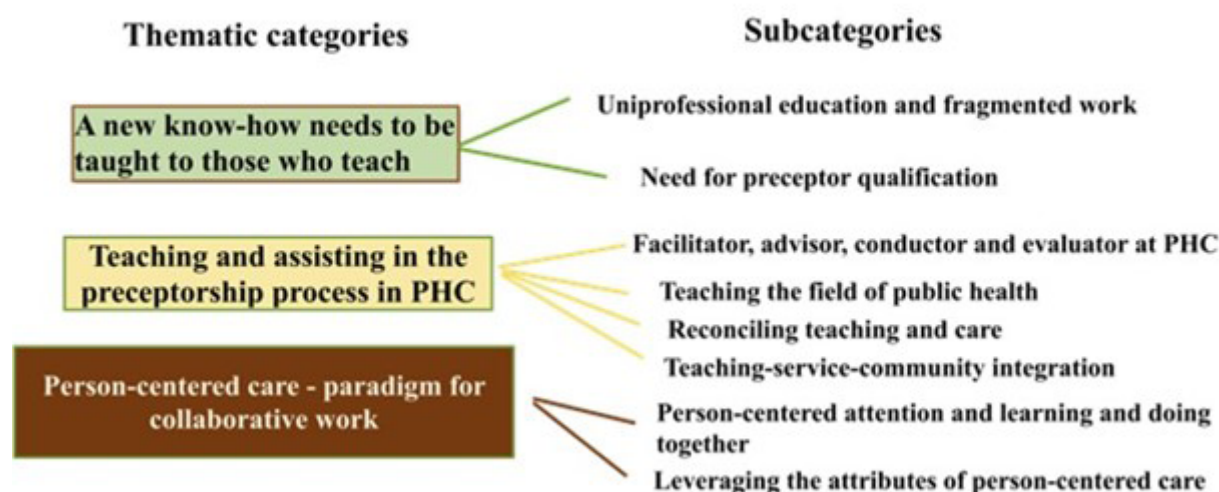 Thematic categories
Subcategories
A new know-how needs to be
taught to those who teach
Uniprofessional education and fragmented work
Need for preceptor qualification
Teaching and assisting in the
preceptorship process in PHC
Facilitator, advisor, conductor and evaluator at PHC
Teaching the field of public health
Reconciling teaching and care
Teaching-service-community integration
Person-centered care - paradigm for
collaborative work
Person-centered attention and learning and doing
together
Leveraging the attributes of person-centered care